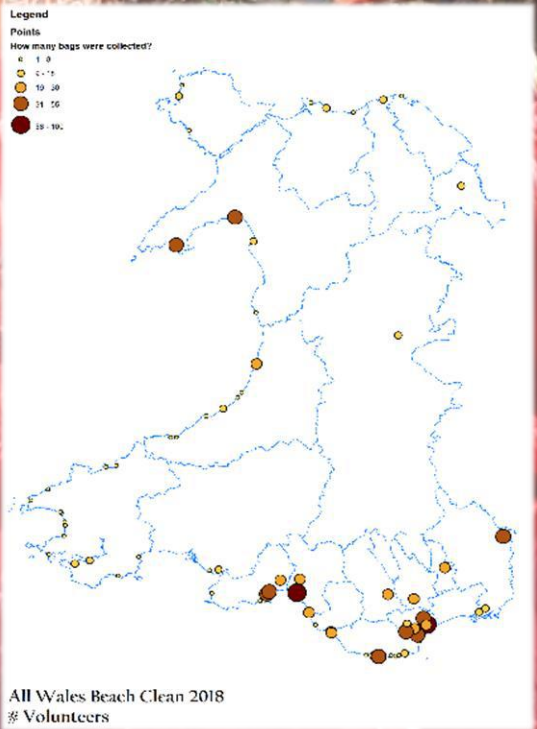 Legend
Points
How many bags were collected?
All Wales Beach Clean 2018
# Volunteers